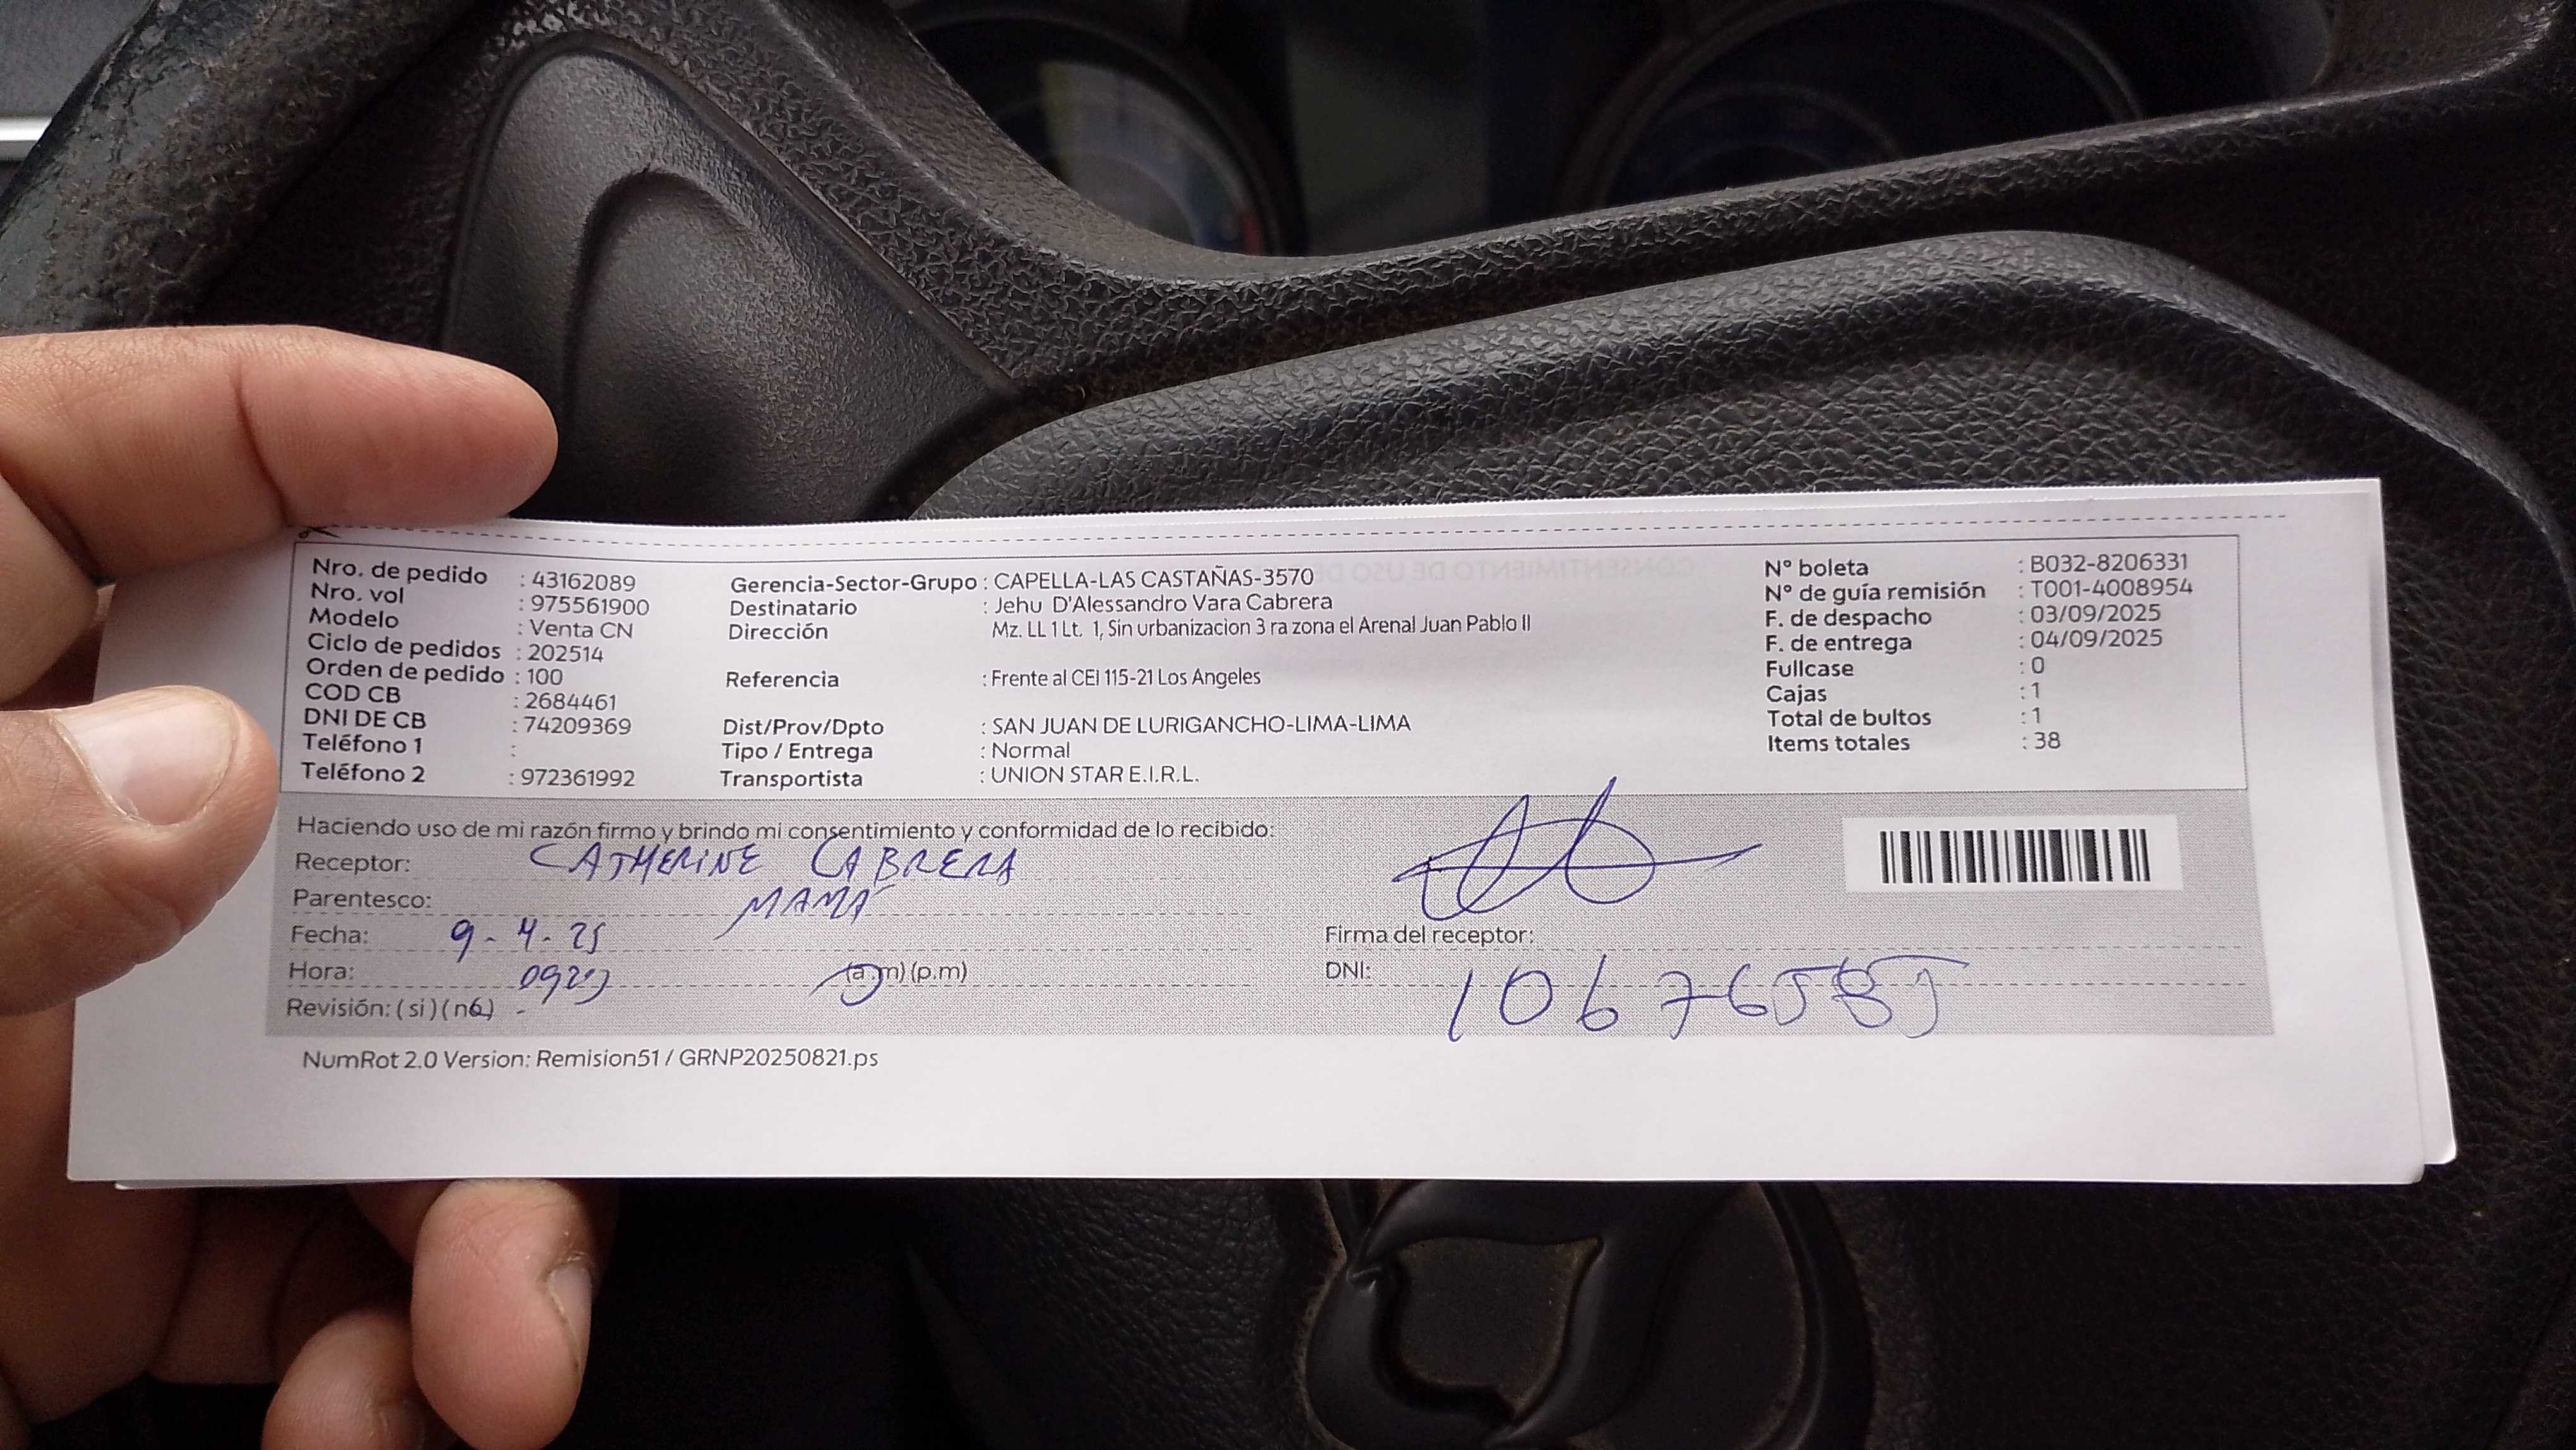 Nro. de pedido : 43162089
Nro. vol : 975561900
Modelo : Venta CN
Ciclo de pedidos : 202514
Orden de pedido : 100
COD CB : 2684461
DNI DE CB : 74209369
Teléfono 1 :
Teléfono 2 : 972361992
Gerencia-Sector-Grupo : CAPELLA-LAS CASTAÑAS-3570
Destinatario : Jehu D'Alessandro Vara Cabrera
Dirección Mz. LL 1 Lt. 1, Sin urbanizacion 3 ra zona el Arenal Juan Pablo II
Referencia : Frente al CEI 115-21 Los Angeles
Dist/Prov/Dpto : SAN JUAN DE LURIGANCHO-LIMA-LIMA
Tipo / Entrega : Normal
Transportista : UNION STAR E.I.R.L.
N° boleta : B032-8206331
N° de guía remisión : T001-4008954
F. de despacho : 03/09/2025
F. de entrega : 04/09/2025
Fullcase : 0
Cajas : 1
Total de bultos : 1
Items totales : 38
Haciendo uso de mi razón firmo y brindo mi consentimiento y conformidad de lo recibido:
Receptor: CATHERINE CABRERA
Parentesco: MAMÁ
Fecha: 9-4-25
Hora: (a.m) (p.m)
Revisión: (si) (no) -
Firma del receptor:
DNI: 10676585
NumRot 2.0 Version: Remision51 / GRNP20250821.ps